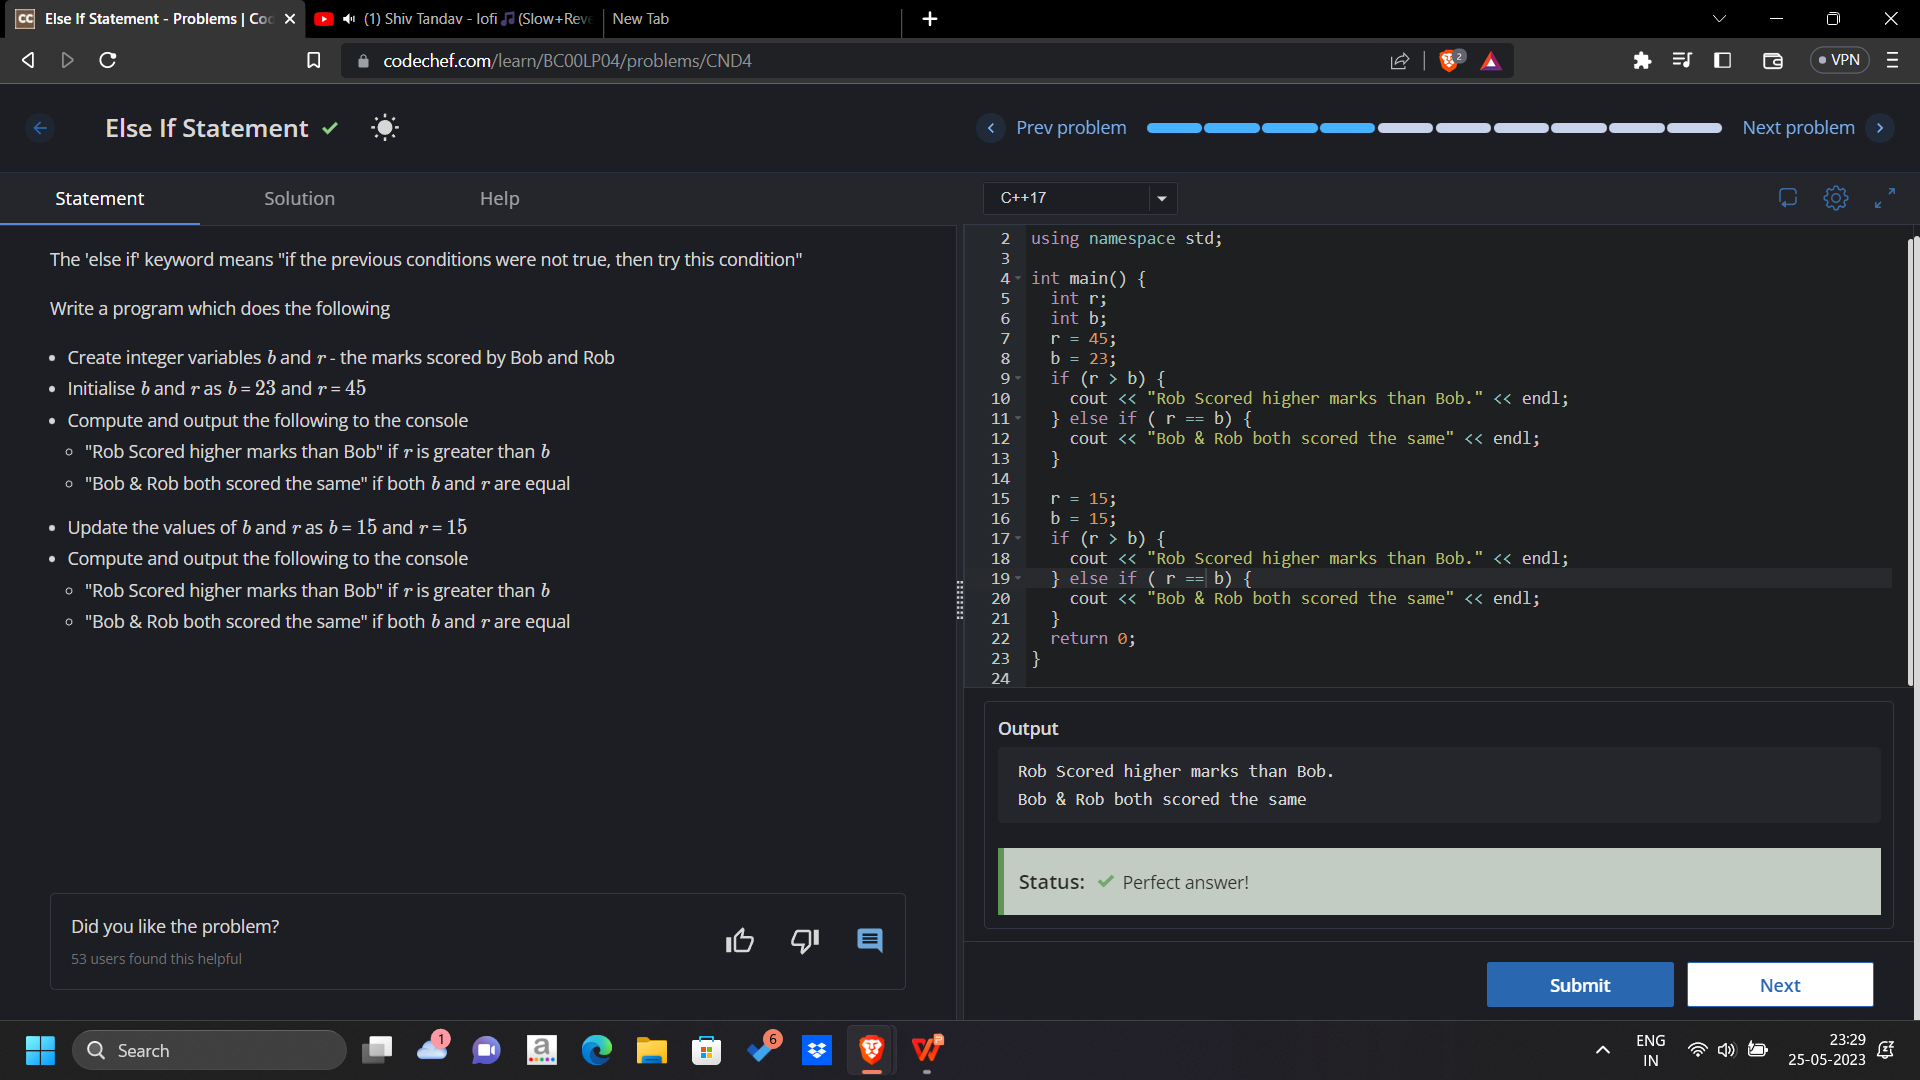 CC Else If Statement - Problems | Coc
(1) Shiv Tandav - lofi🎵(Slow+Reve
New Tab
codechef.com/learn/BC00LP04/problems/CND4
2
VPN
Else If Statement
Prev problem
Next problem
Statement
Solution
Help
C++17
The 'else if' keyword means "if the previous conditions were not true, then try this condition"
Write a program which does the following
• Create integer variables b and r - the marks scored by Bob and Rob
• Initialise b and r as b = 23 and r = 45
• Compute and output the following to the console
◦ "Rob Scored higher marks than Bob" if r is greater than b
◦ "Bob & Rob both scored the same" if both b and r are equal
• Update the values of b and r as b = 15 and r = 15
• Compute and output the following to the console
◦ "Rob Scored higher marks than Bob" if r is greater than b
◦ "Bob & Rob both scored the same" if both b and r are equal
Did you like the problem?
53 users found this helpful
2 using namespace std;
3
4 int main() {
5 int r;
6 int b;
7 r = 45;
8 b = 23;
9 if (r > b) {
10 cout << "Rob Scored higher marks than Bob." << endl;
11 } else if ( r == b) {
12 cout << "Bob & Rob both scored the same" << endl;
13 }
14
15 r = 15;
16 b = 15;
17 if (r > b) {
18 cout << "Rob Scored higher marks than Bob." << endl;
19 } else if ( r == b) {
20 cout << "Bob & Rob both scored the same" << endl;
21 }
22 return 0;
23 }
24
Output
Rob Scored higher marks than Bob.
Bob & Rob both scored the same
Status: ✓ Perfect answer!
Submit
Next
Search
1
a
6
P
ENG
IN
23:29
25-05-2023